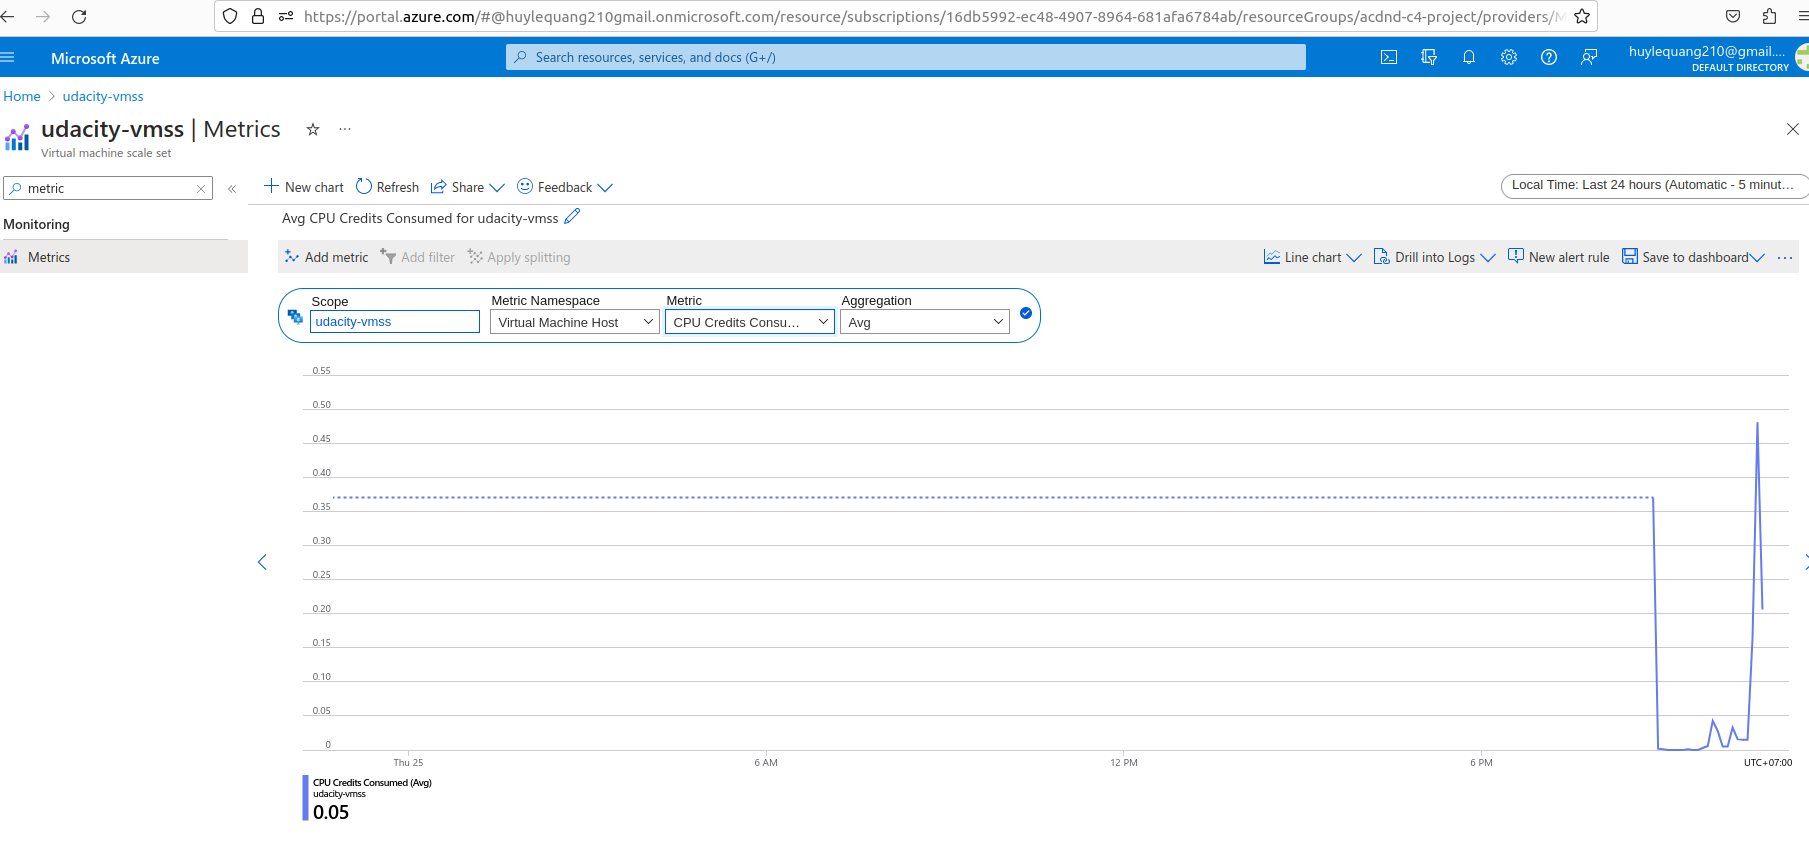 https://portal.azure.com/#@huylequang210gmail.onmicrosoft.com/resource/subscriptions/16db5992-ec48-4907-8964-681afa6784ab/resourceGroups/acdnd-c4-project/providers/M
Microsoft Azure
Search resources, services, and docs (G+/)
huylequang210@gmail....
DEFAULT DIRECTORY
Home > udacity-vmss
udacity-vmss | Metrics
Virtual machine scale set
metric
New chart Refresh Share Feedback
Local Time: Last 24 hours (Automatic - 5 minut...
Monitoring
Metrics
Avg CPU Credits Consumed for udacity-vmss
Add metric Add filter Apply splitting Line chart Drill into Logs New alert rule Save to dashboard
Scope Metric Namespace Metric Aggregation
udacity-vmss Virtual Machine Host CPU Credits Consu... Avg
0.55
0.50
0.45
0.40
0.35
0.30
0.25
0.20
0.15
0.10
0.05
0
Thu 25 6 AM 12 PM 6 PM UTC+07:00
CPU Credits Consumed (Avg)
udacity-vmss
0.05